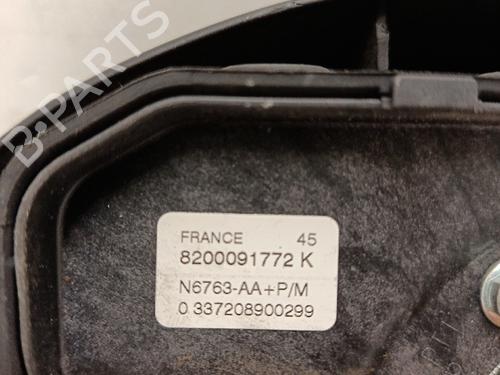 B-PARTS
FRANCE 45
8200091772 K
N6763-AA+P/M
0 337208900299